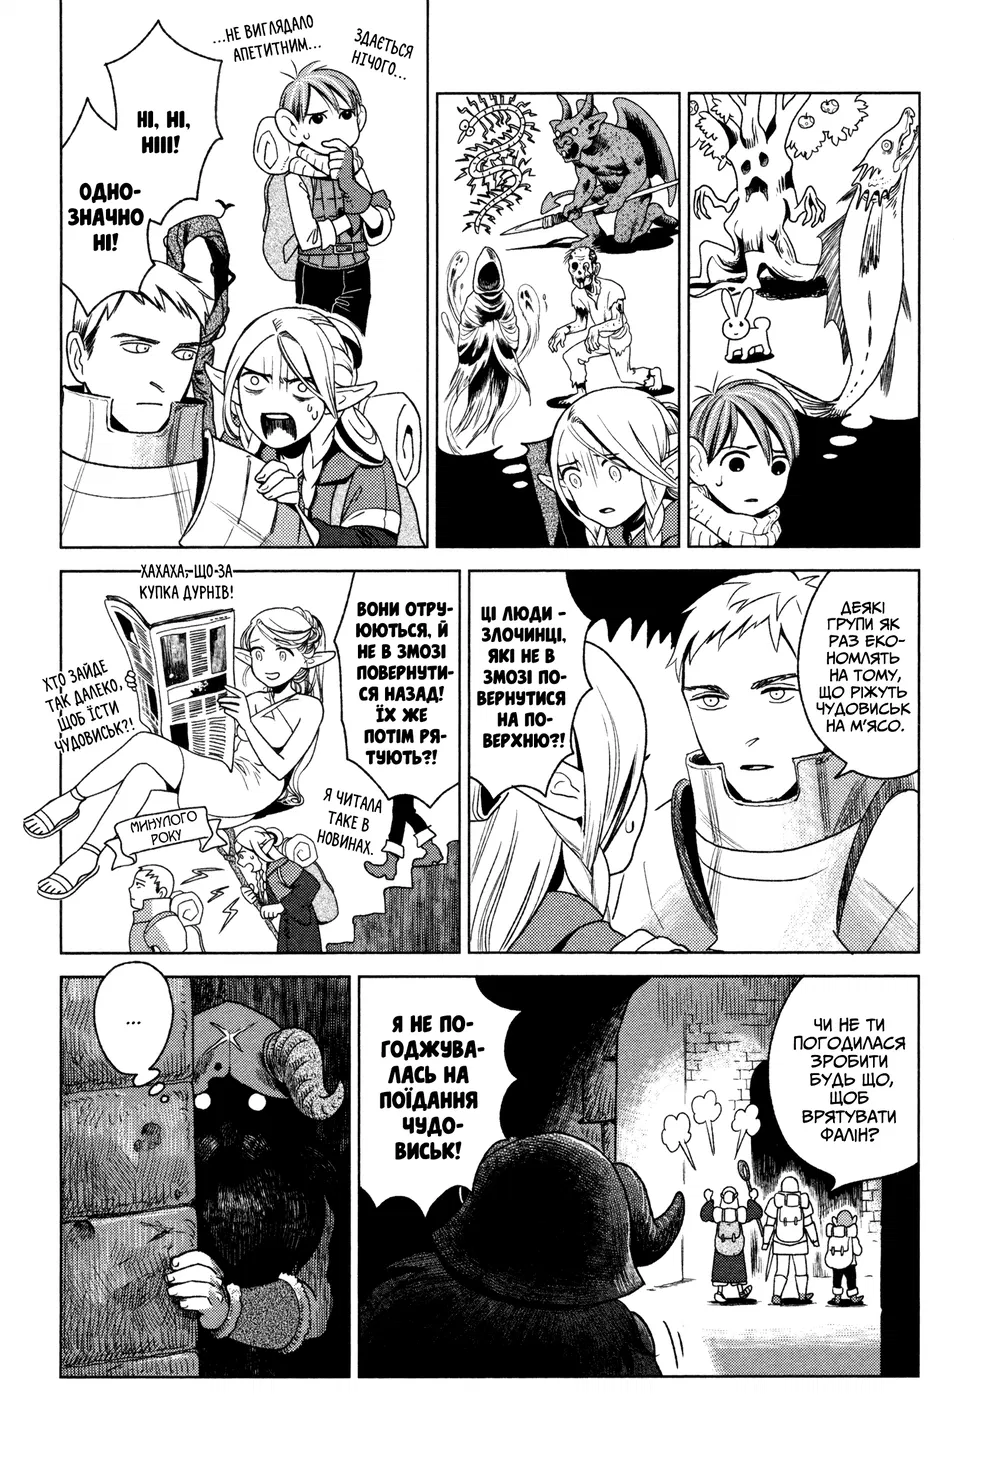 ЗДАЄТЬСЯ
НІЧОГО...
...НЕ ВИГЛЯДАЛО
АПЕТИТНИМ...
НІ, НІ,
НІІІ!
ОДНО-
ЗНАЧНО
НІ!
ДЕЯКІ
ГРУПИ ЯК
РАЗ ЕКО-
НОМЛЯТЬ
НА ТОМУ,
ЩО РІЖУТЬ
ЧУДОВИСЬК
НА М'ЯСО.
ЦІ ЛЮДИ -
ЗЛОЧИНЦІ,
ЯКІ НЕ В
ЗМОЗІ ПО-
ВЕРНУТИСЯ
НА ПО-
ВЕРХНЮ?!
ВОНИ ОТРУ-
ЮЮТЬСЯ, Й
НЕ В ЗМОЗІ
ПОВЕРНУТИ-
СЯ НАЗАД!
ЇХ ЖЕ
ПОТІМ РЯ-
ТУЮТЬ?!
Я ЧИТАЛА
ТАКЕ В
НОВИНАХ.
ХАХАХА, ЩО ЗА
КУПКА ДУРНІВ!
ХТО ЗАЙДЕ
ТАК ДАЛЕКО,
ЩОБ ЇСТИ
ЧУДОВИСЬК?!
МИНУЛОГО
РОКУ
ЧИ НЕ ТИ
ПОГОДИЛАСЯ
ЗРОБИТИ
БУДЬ ЩО,
ЩОБ
ВРЯТУВАТИ
ФАЛІН?
Я НЕ ПО-
ГОДЖУВА-
ЛАСЬ НА
ПОЇДАННЯ
ЧУДО-
ВИСЬК!
...